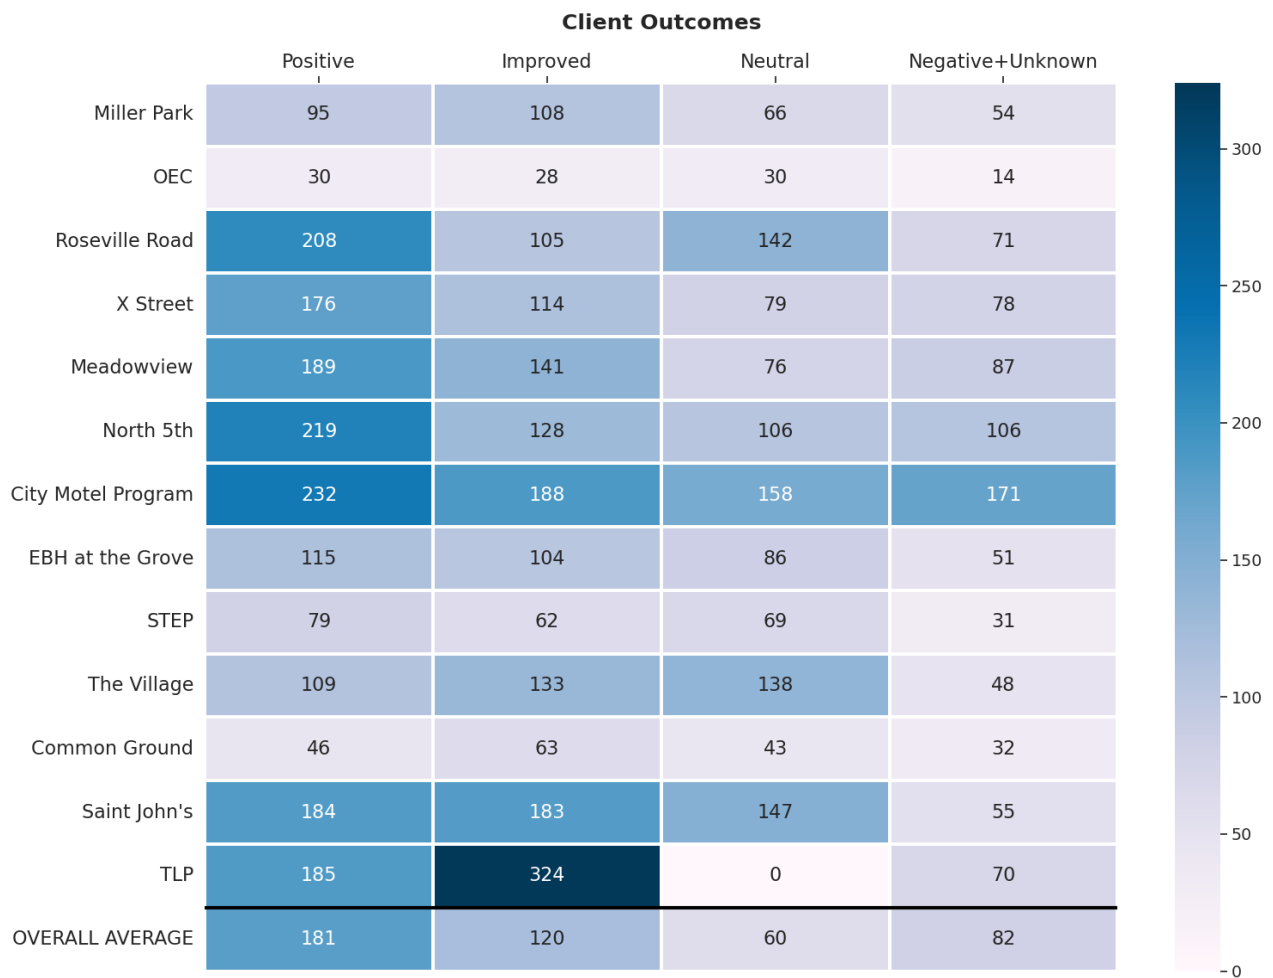 Client Outcomes
Positive Improved Neutral Negative+Unknown
Miller Park 95 108 66 54
OEC 30 28 30 14
Roseville Road 208 105 142 71
X Street 176 114 79 78
Meadowview 189 141 76 87
North 5th 219 128 106 106
City Motel Program 232 188 158 171
EBH at the Grove 115 104 86 51
STEP 79 62 69 31
The Village 109 133 138 48
Common Ground 46 63 43 32
Saint John's 184 183 147 55
TLP 185 324 0 70
OVERALL AVERAGE 181 120 60 82
300
250
200
150
100
50
0